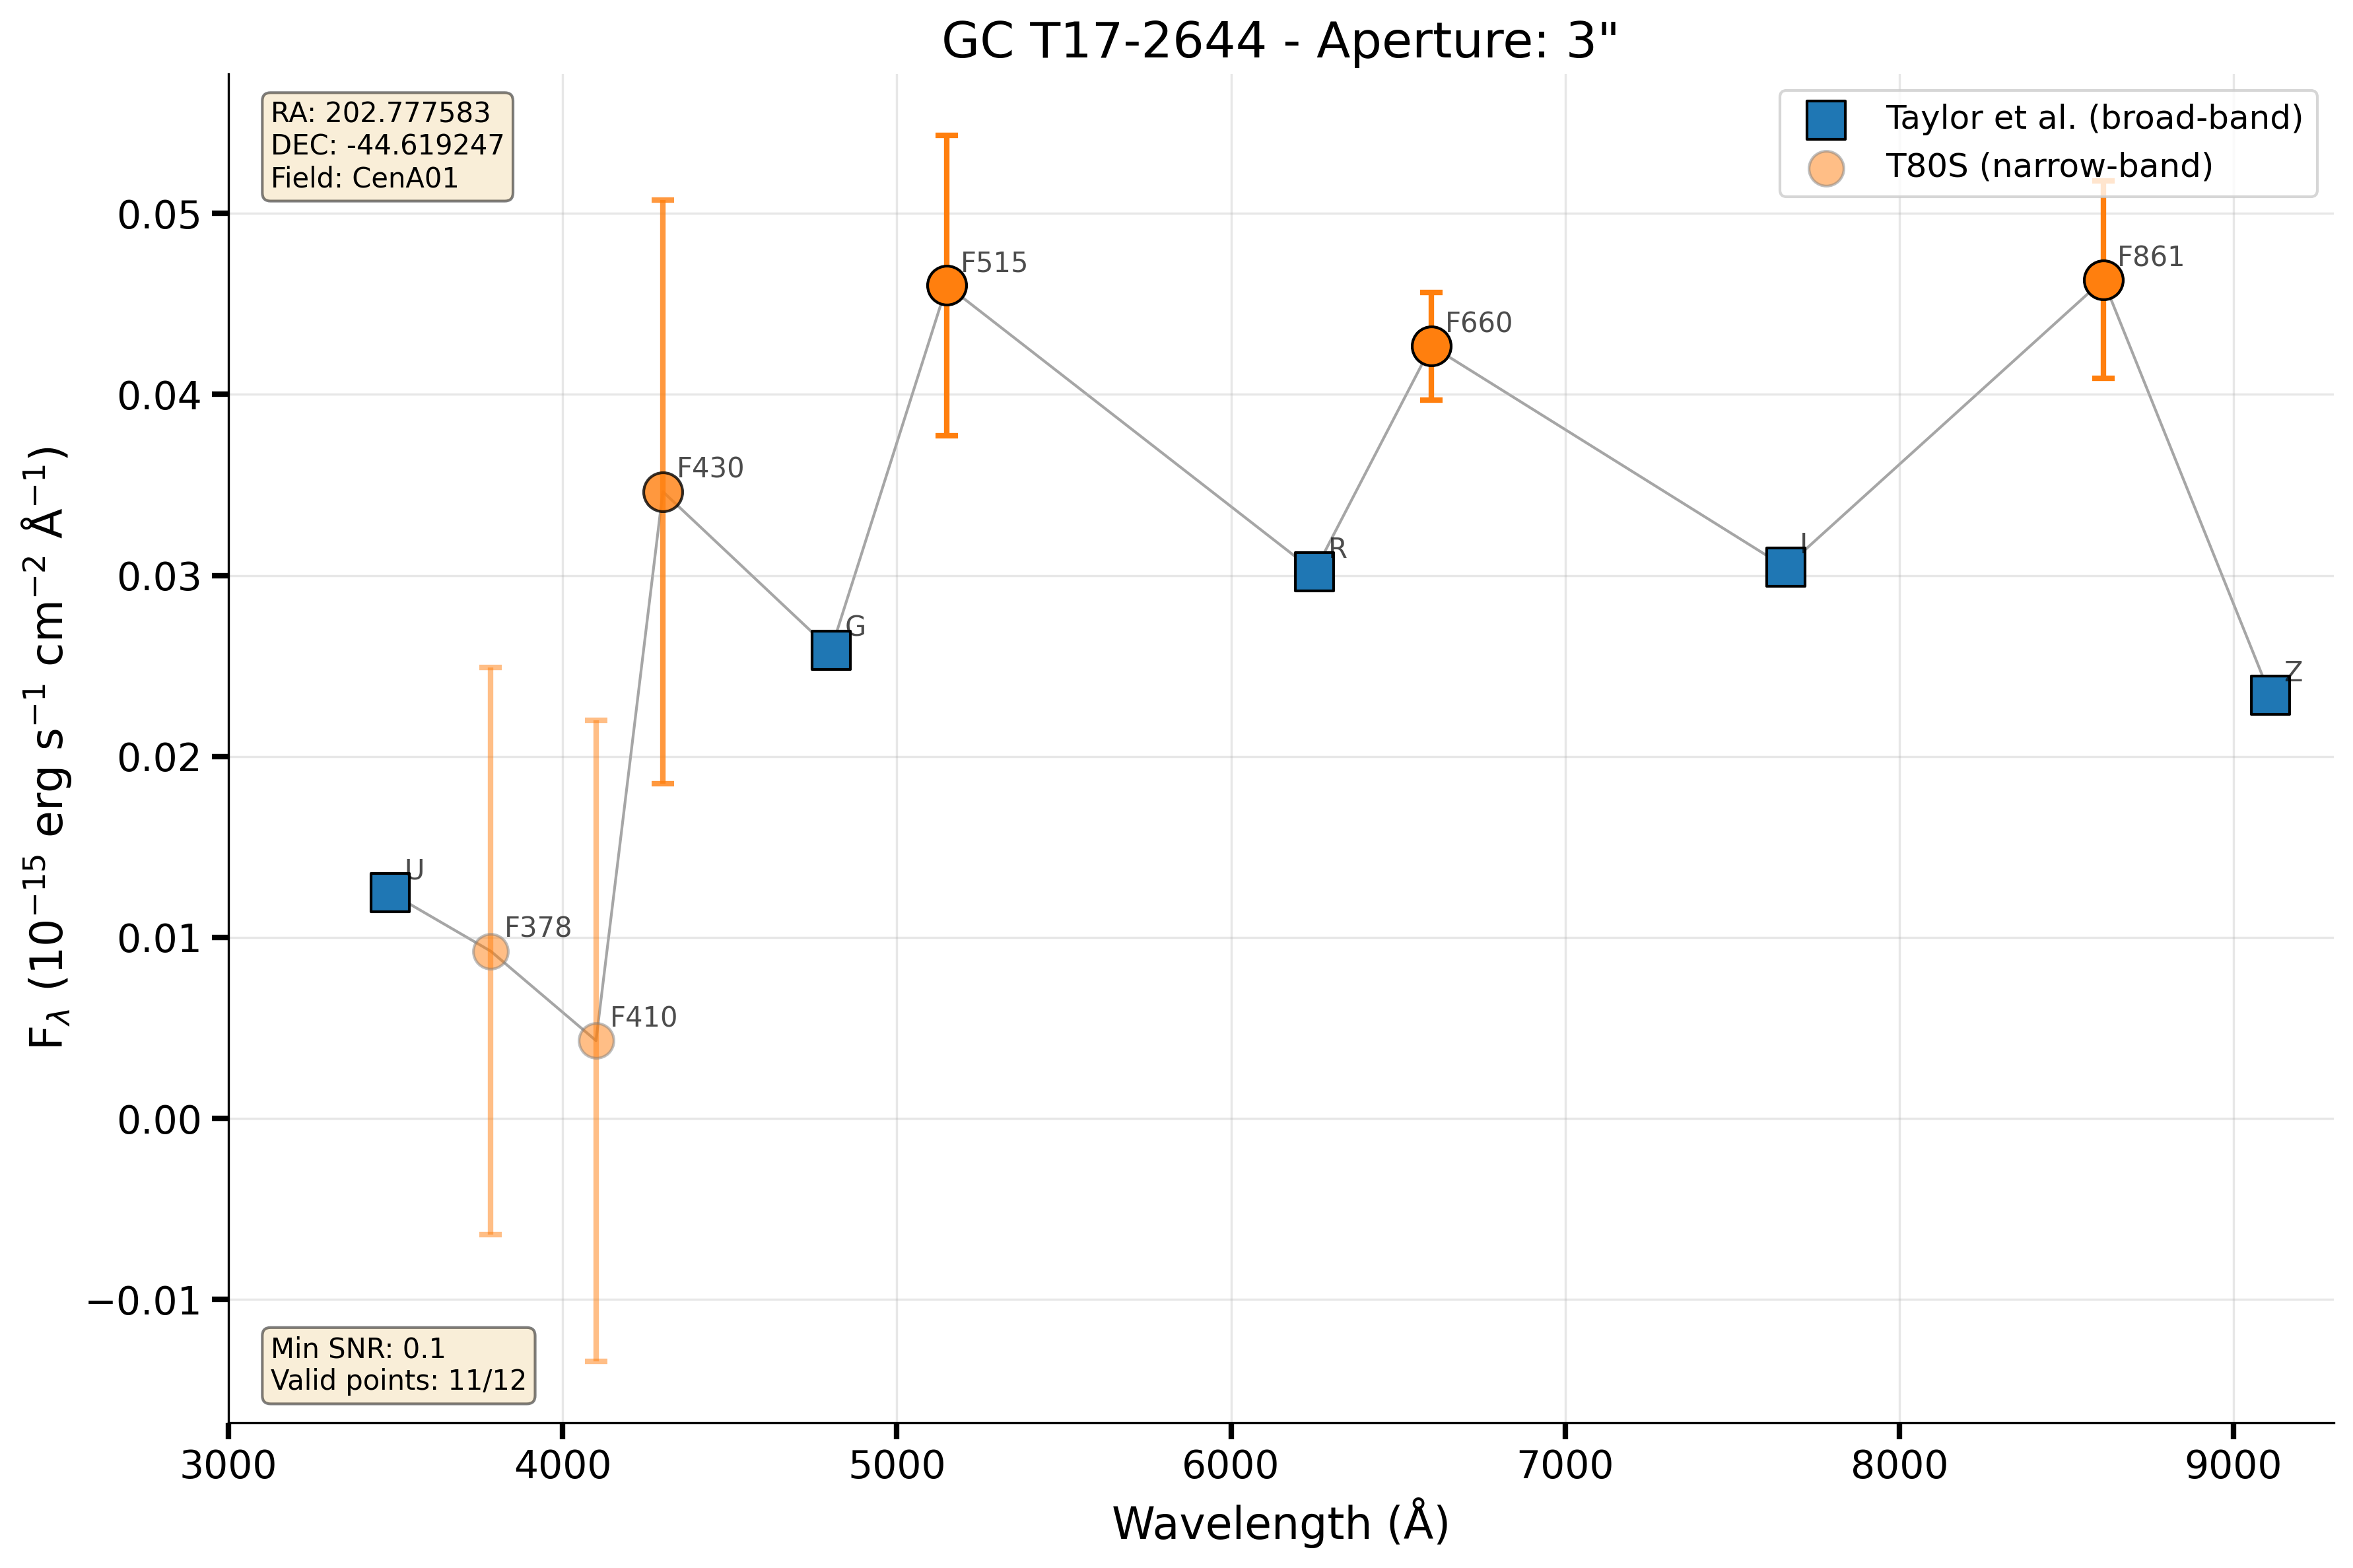 GC T17-2644 - Aperture: 3"
RA: 202.777583
DEC: -44.619247
Field: CenA01
Taylor et al. (broad-band)
T80S (narrow-band)
F515
F861
F660
F430
R
I
G
Z
U
F378
F410
Min SNR: 0.1
Valid points: 11/12
0.05
0.04
0.03
0.02
0.01
0.00
−0.01
3000 4000 5000 6000 7000 8000 9000
Wavelength (Å)
F_λ (10⁻¹⁵ erg s⁻¹ cm⁻² Å⁻¹)